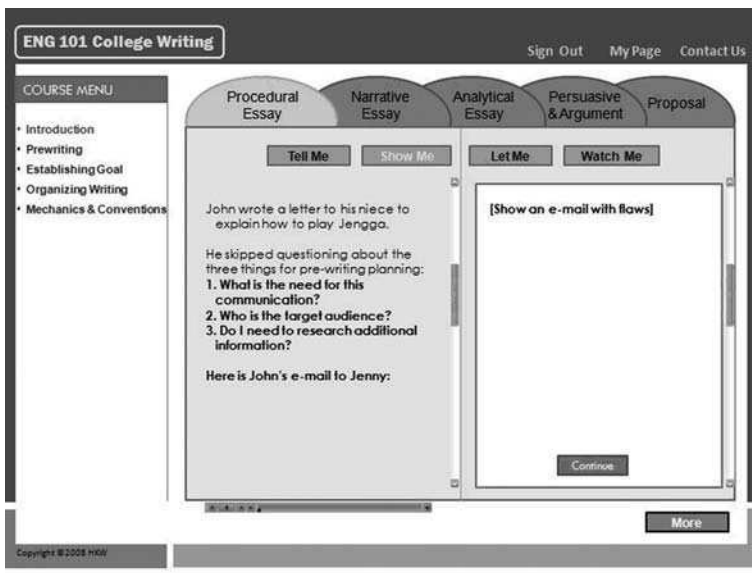 ENG 101 College Writing
Sign Out My Page Contact Us
COURSE MENU
• Introduction
• Prewriting
• Establishing Goal
• Organizing Writing
• Mechanics & Conventions
Procedural
Essay
Narrative
Essay
Analytical
Essay
Persuasive
& Argument
Proposal
Tell Me
Show Me
Let Me
Watch Me
John wrote a letter to his niece to
explain how to play Jengga.
He skipped questioning about the
three things for pre-writing planning:
1. What is the need for this
communication?
2. Who is the target audience?
3. Do I need to research additional
information?
Here is John's e-mail to Jenny:
[Show an e-mail with flaws]
Continue
More
Copyright © 2008 HKW